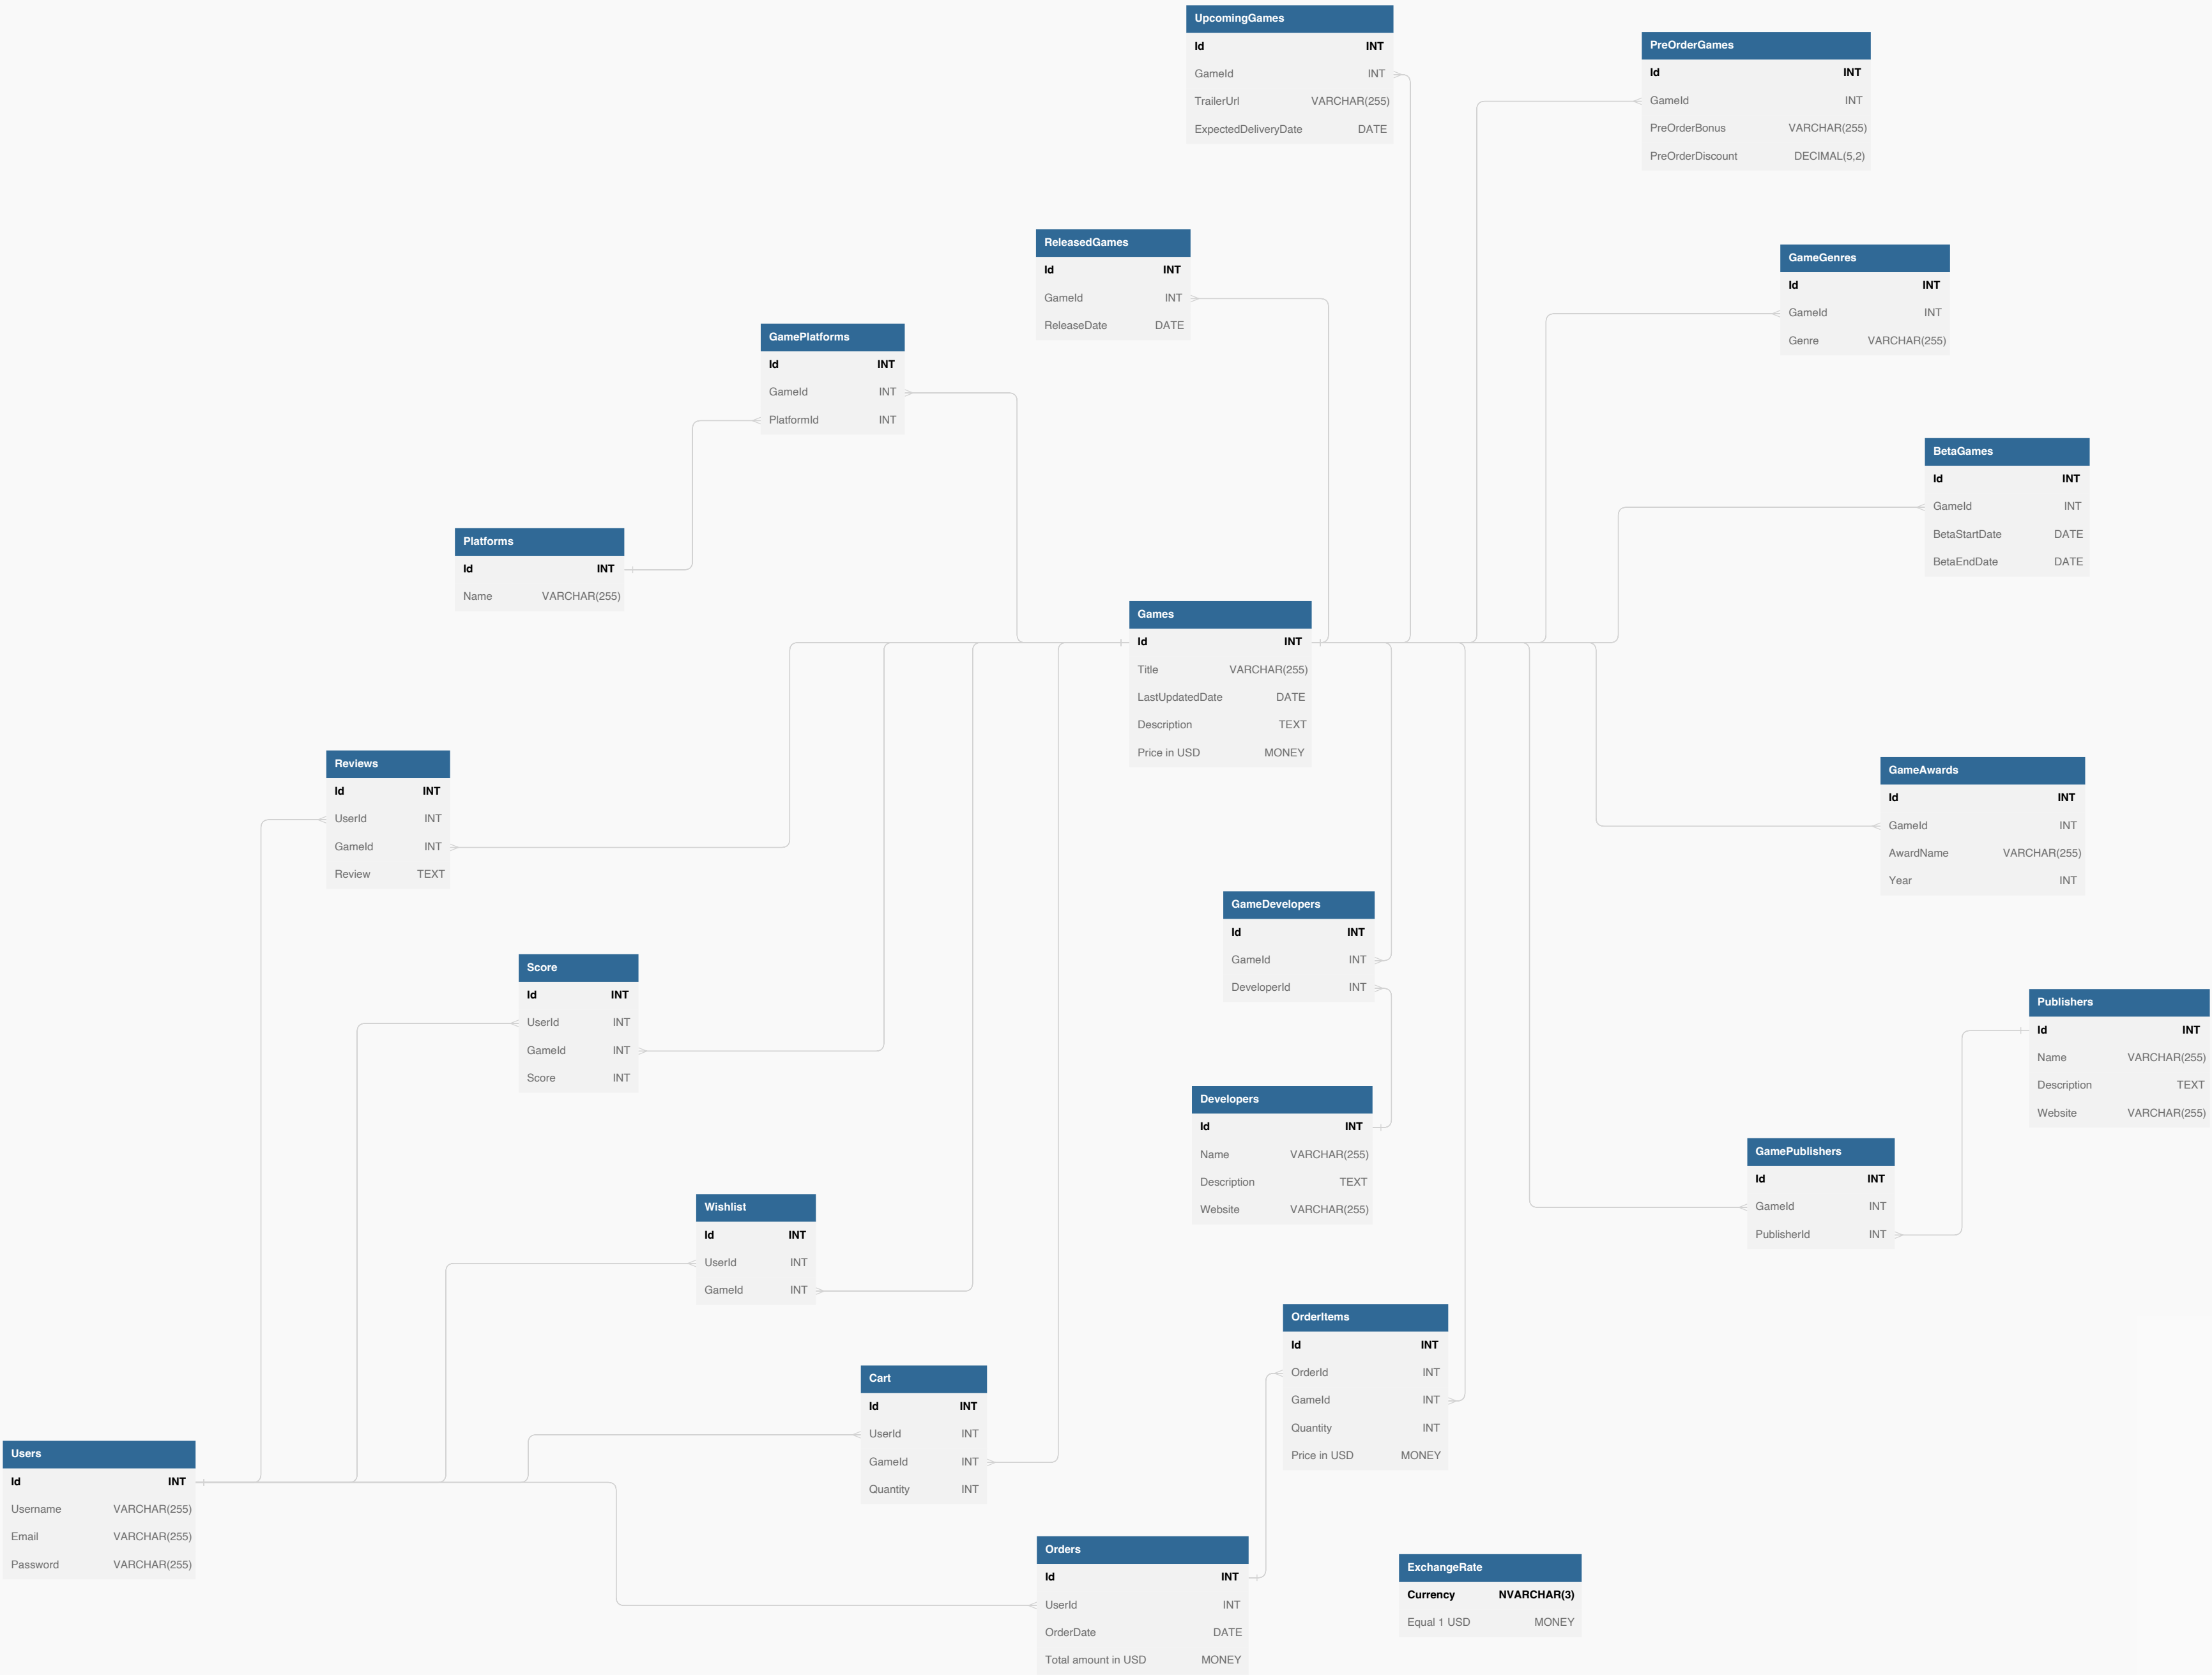 UpcomingGames
Id INT
GameId INT
TrailerUrl VARCHAR(255)
ExpectedDeliveryDate DATE
PreOrderGames
Id INT
GameId INT
PreOrderBonus VARCHAR(255)
PreOrderDiscount DECIMAL(5,2)
ReleasedGames
Id INT
GameId INT
ReleaseDate DATE
GameGenres
Id INT
GameId INT
Genre VARCHAR(255)
GamePlatforms
Id INT
GameId INT
PlatformId INT
BetaGames
Id INT
GameId INT
BetaStartDate DATE
BetaEndDate DATE
Platforms
Id INT
Name VARCHAR(255)
Games
Id INT
Title VARCHAR(255)
LastUpdatedDate DATE
Description TEXT
Price in USD MONEY
Reviews
Id INT
UserId INT
GameId INT
Review TEXT
GameAwards
Id INT
GameId INT
AwardName VARCHAR(255)
Year INT
GameDevelopers
Id INT
GameId INT
DeveloperId INT
Score
Id INT
UserId INT
GameId INT
Score INT
Publishers
Id INT
Name VARCHAR(255)
Description TEXT
Website VARCHAR(255)
Developers
Id INT
Name VARCHAR(255)
Description TEXT
Website VARCHAR(255)
GamePublishers
Id INT
GameId INT
PublisherId INT
Wishlist
Id INT
UserId INT
GameId INT
OrderItems
Id INT
OrderId INT
GameId INT
Quantity INT
Price in USD MONEY
Cart
Id INT
UserId INT
GameId INT
Quantity INT
Users
Id INT
Username VARCHAR(255)
Email VARCHAR(255)
Password VARCHAR(255)
Orders
Id INT
UserId INT
OrderDate DATE
Total amount in USD MONEY
ExchangeRate
Currency NVARCHAR(3)
Equal 1 USD MONEY